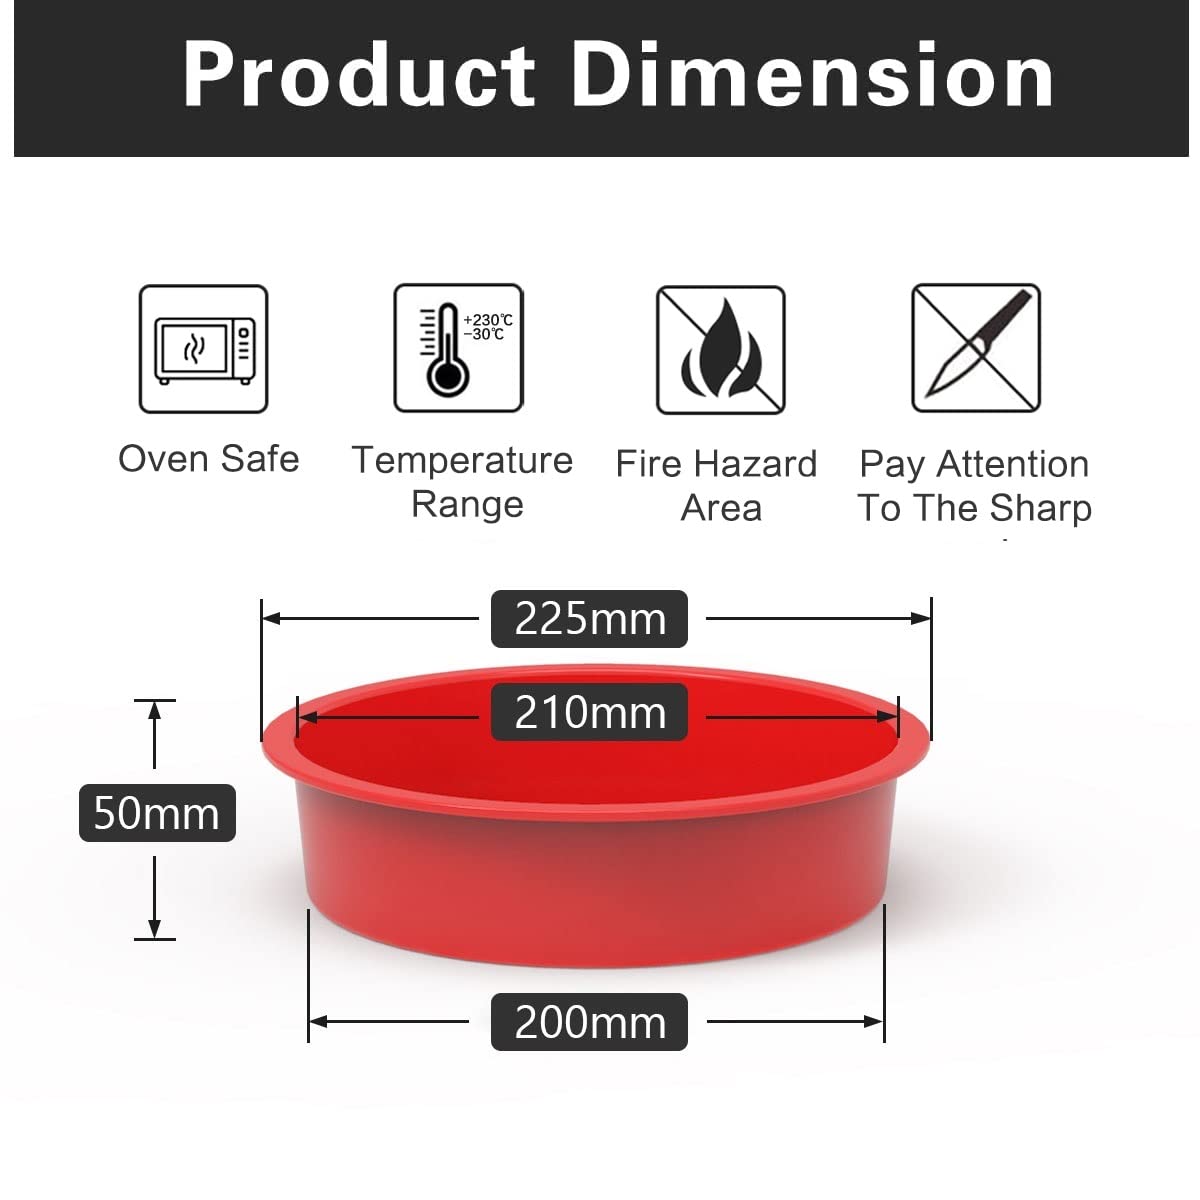 Product Dimension
+230℃
−30℃
Oven Safe
Temperature
Range
Fire Hazard
Area
Pay Attention
To The Sharp
225mm
210mm
50mm
200mm